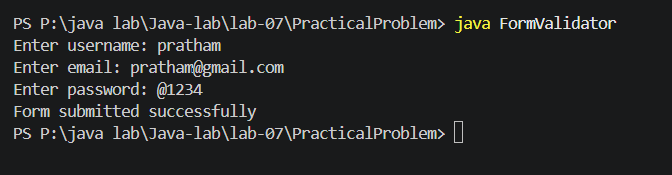 PS P:\java lab\Java-lab\lab-07\PracticalProblem> java FormValidator
Enter username: pratham
Enter email: pratham@gmail.com
Enter password: @1234
Form submitted successfully
PS P:\java lab\Java-lab\lab-07\PracticalProblem>